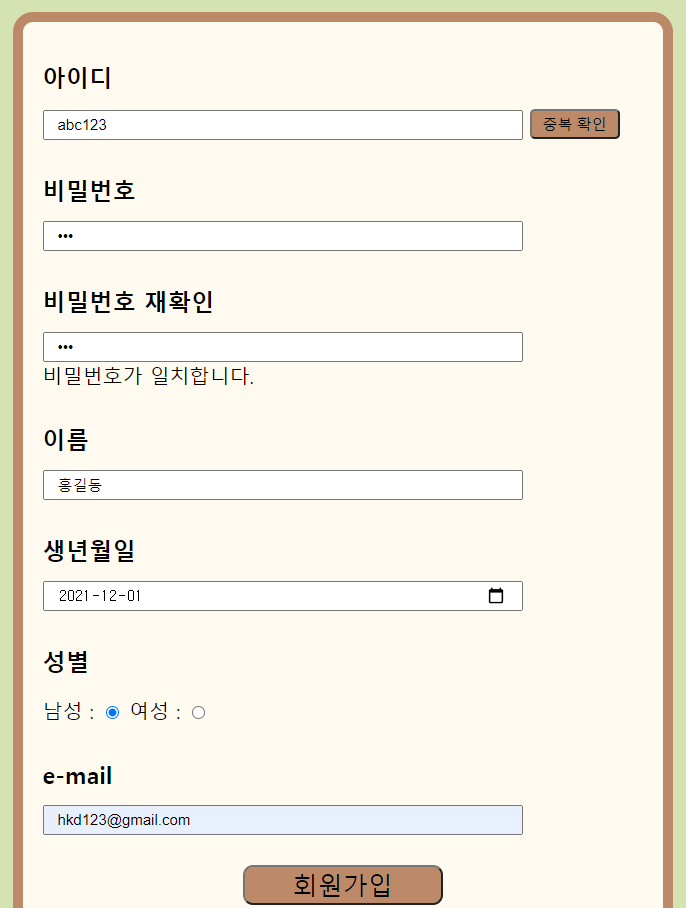 아이디
abc123 중복 확인
비밀번호
•••
비밀번호 재확인
•••
비밀번호가 일치합니다.
이름
홍길동
생년월일
2021-12-01
성별
남성 : 여성 :
e-mail
hkd123@gmail.com
회원가입